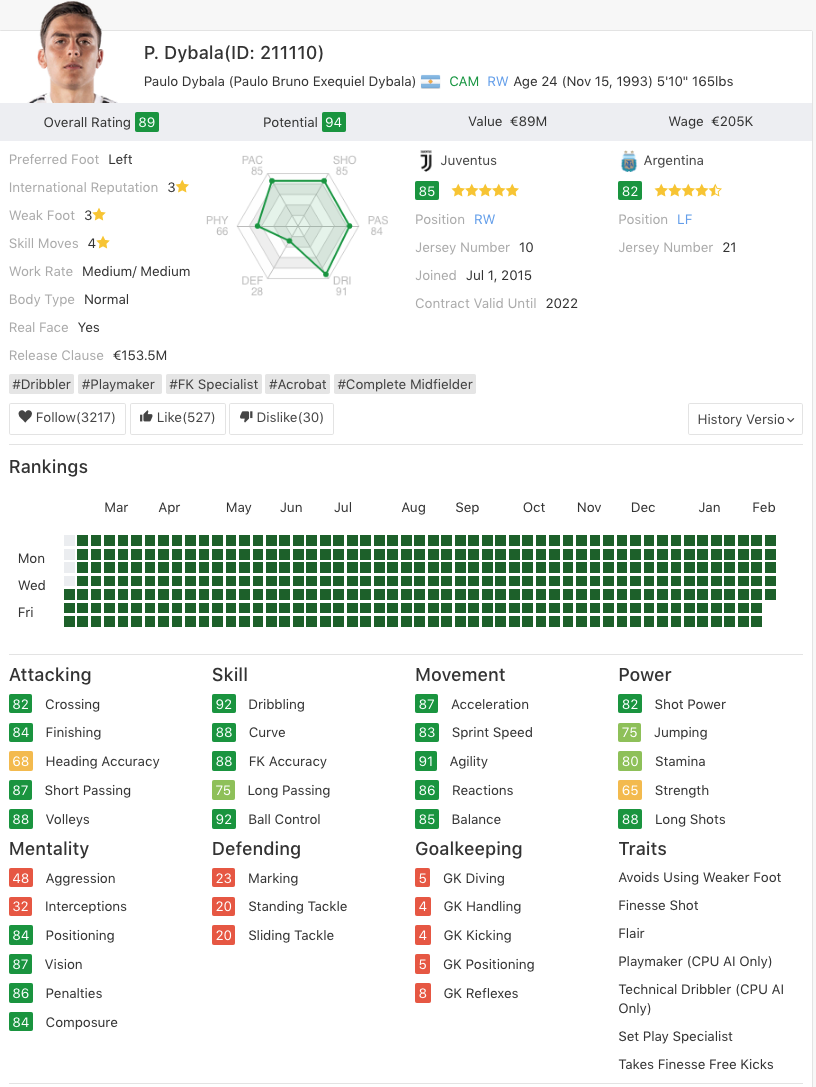 P. Dybala(ID: 211110)
Paulo Dybala (Paulo Bruno Exequiel Dybala) CAM RW Age 24 (Nov 15, 1993) 5'10" 165lbs
Overall Rating 89 Potential 94 Value €89M Wage €205K
Preferred Foot Left
International Reputation 3
Weak Foot 3
Skill Moves 4
Work Rate Medium/ Medium
Body Type Normal
Real Face Yes
Release Clause €153.5M
PAC
85
SHO
85
PHY
66
PAS
84
DEF
28
DRI
91
Juventus
85
Position RW
Jersey Number 10
Joined Jul 1, 2015
Contract Valid Until 2022
Argentina
82
Position LF
Jersey Number 21
#Dribbler #Playmaker #FK Specialist #Acrobat #Complete Midfielder
Follow(3217) Like(527) Dislike(30) History Versio
Rankings
Mar Apr May Jun Jul Aug Sep Oct Nov Dec Jan Feb
Mon
Wed
Fri
Attacking
82 Crossing
84 Finishing
68 Heading Accuracy
87 Short Passing
88 Volleys
Skill
92 Dribbling
88 Curve
88 FK Accuracy
75 Long Passing
92 Ball Control
Movement
87 Acceleration
83 Sprint Speed
91 Agility
86 Reactions
85 Balance
Power
82 Shot Power
75 Jumping
80 Stamina
65 Strength
88 Long Shots
Mentality
48 Aggression
32 Interceptions
84 Positioning
87 Vision
86 Penalties
84 Composure
Defending
23 Marking
20 Standing Tackle
20 Sliding Tackle
Goalkeeping
5 GK Diving
4 GK Handling
4 GK Kicking
5 GK Positioning
8 GK Reflexes
Traits
Avoids Using Weaker Foot
Finesse Shot
Flair
Playmaker (CPU AI Only)
Technical Dribbler (CPU AI
Only)
Set Play Specialist
Takes Finesse Free Kicks